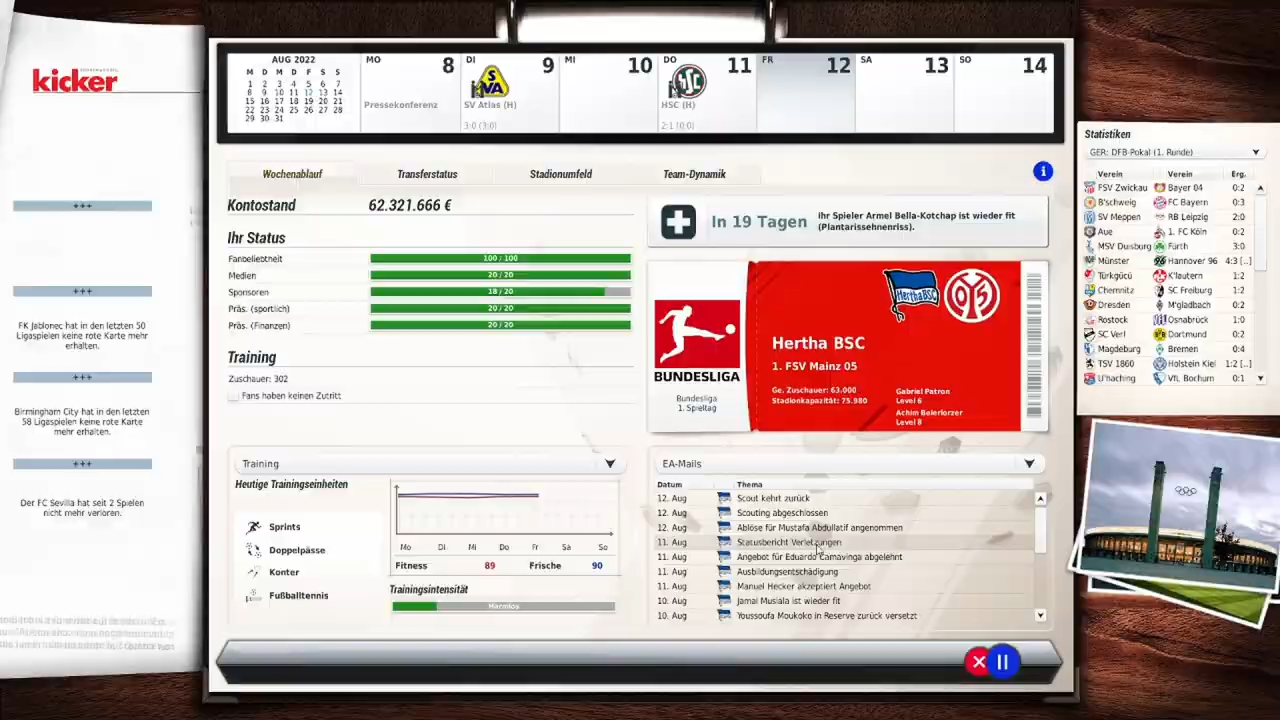 kicker
+++
+++
FK Jablonec hat in den letzten 50
Ligaspielen keine rote Karte mehr
erhalten.
+++
Birmingham City hat in den letzten
58 Ligaspielen keine rote Karte
mehr erhalten.
+++
Der FC Sevilla hat seit 2 Spielen
nicht mehr verloren.
AUG 2022
M D M D F S S
1 2 3 4 5 6 7
8 9 10 11 12 13 14
15 16 17 18 19 20 21
22 23 24 25 26 27 28
29 30 31
MO 8
Pressekonferenz
DI 9
SVA
SV Atlas (H)
3:0 (3:0)
MI 10
DO 11
HSC
HSC (H)
2:1 (0:0)
FR 12
SA 13
SO 14
Wochenablauf Transferstatus Stadionumfeld Team-Dynamik
i
Kontostand 62.321.666 €
Ihr Status
Fanbeliebtheit 100 / 100
Medien 20 / 20
Sponsoren 18 / 20
Präs. (sportlich) 20 / 20
Präs. (Finanzen) 20 / 20
Training
Zuschauer: 302
Fans haben keinen Zutritt
In 19 Tagen
Ihr Spieler Armel Bella-Kotchap ist wieder fit
(Plantarissehnenriss).
BUNDESLIGA
Bundesliga
1. Spieltag
Hertha BSC
Hertha BSC
1. FSV Mainz 05
Ge. Zuschauer: 63.000
Stadionkapazität: 75.980
Gabriel Patron
Level 6
Achim Beierlorzer
Level 8
Training
Heutige Trainingseinheiten
Sprints
Doppelpässe
Konter
Fußballtennis
Mo Di Mi Do Fr Sa So
Fitness 89 Frische 90
Trainingsintensität
Harmlos
EA-Mails
Datum Thema
12. Aug Scout kehrt zurück
12. Aug Scouting abgeschlossen
12. Aug Ablöse für Mustafa Abdullatif angenommen
11. Aug Statusbericht Verletzungen
11. Aug Angebot für Eduardo Camavinga abgelehnt
11. Aug Ausbildungsentschädigung
11. Aug Manuel Hecker akzeptiert Angebot
10. Aug Jamal Musiala ist wieder fit
10. Aug Youssoufa Moukoko in Reserve zurück versetzt
Statistiken
GER: DFB-Pokal (1. Runde)
Verein Verein Erg.
FSV Zwickau Bayer 04 0:2
B'schweig FC Bayern 0:3
SV Meppen RB Leipzig 2:0
Aue 1. FC Köln 0:2
MSV Duisburg Fürth 3:0
Münster Hannover 96 4:3 [..]
Türkgücü K'lautern 1:2
Chemnitz SC Freiburg 1:2
Dresden M'gladbach 0:2
Rostock Osnabrück 1:0
SC Verl Dortmund 0:2
Magdeburg Bremen 0:4
TSV 1860 Holstein Kiel 1:2 [..]
U'haching VfL Bochum 0:1